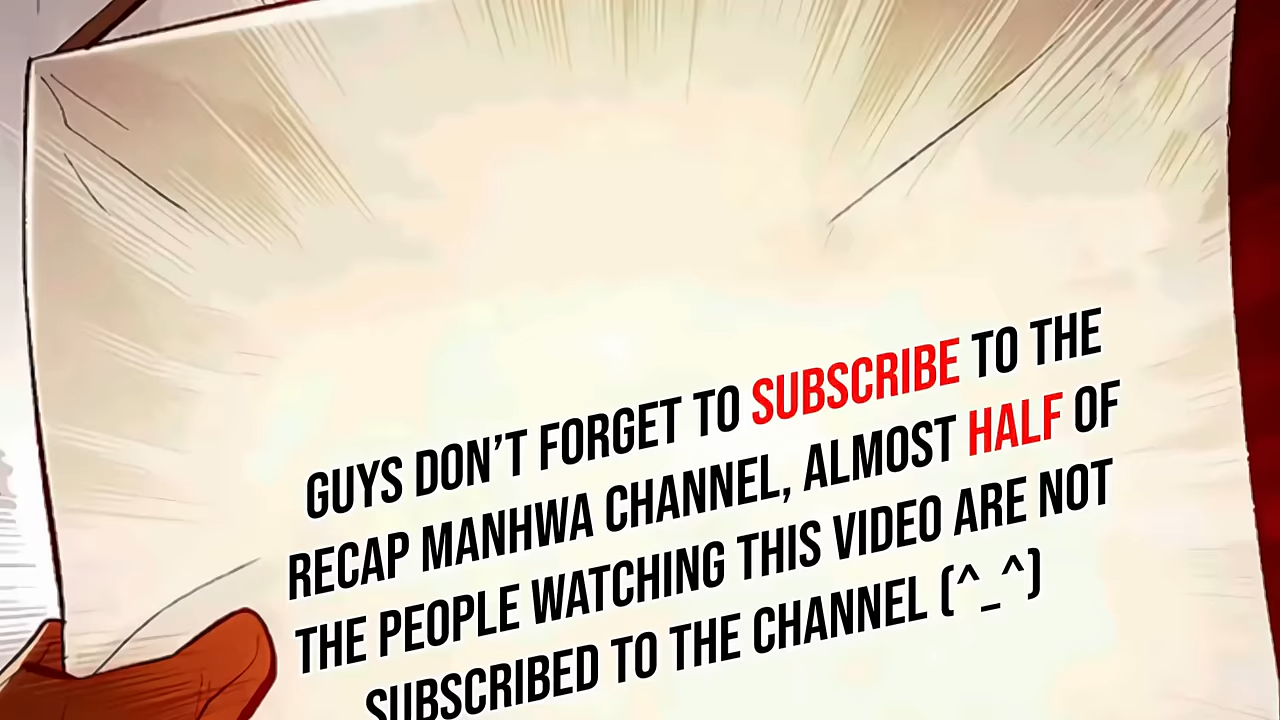 GUYS DON'T FORGET TO SUBSCRIBE TO THE
RECAP MANHWA CHANNEL, ALMOST HALF OF
THE PEOPLE WATCHING THIS VIDEO ARE NOT
SUBSCRIBED TO THE CHANNEL (^_^)